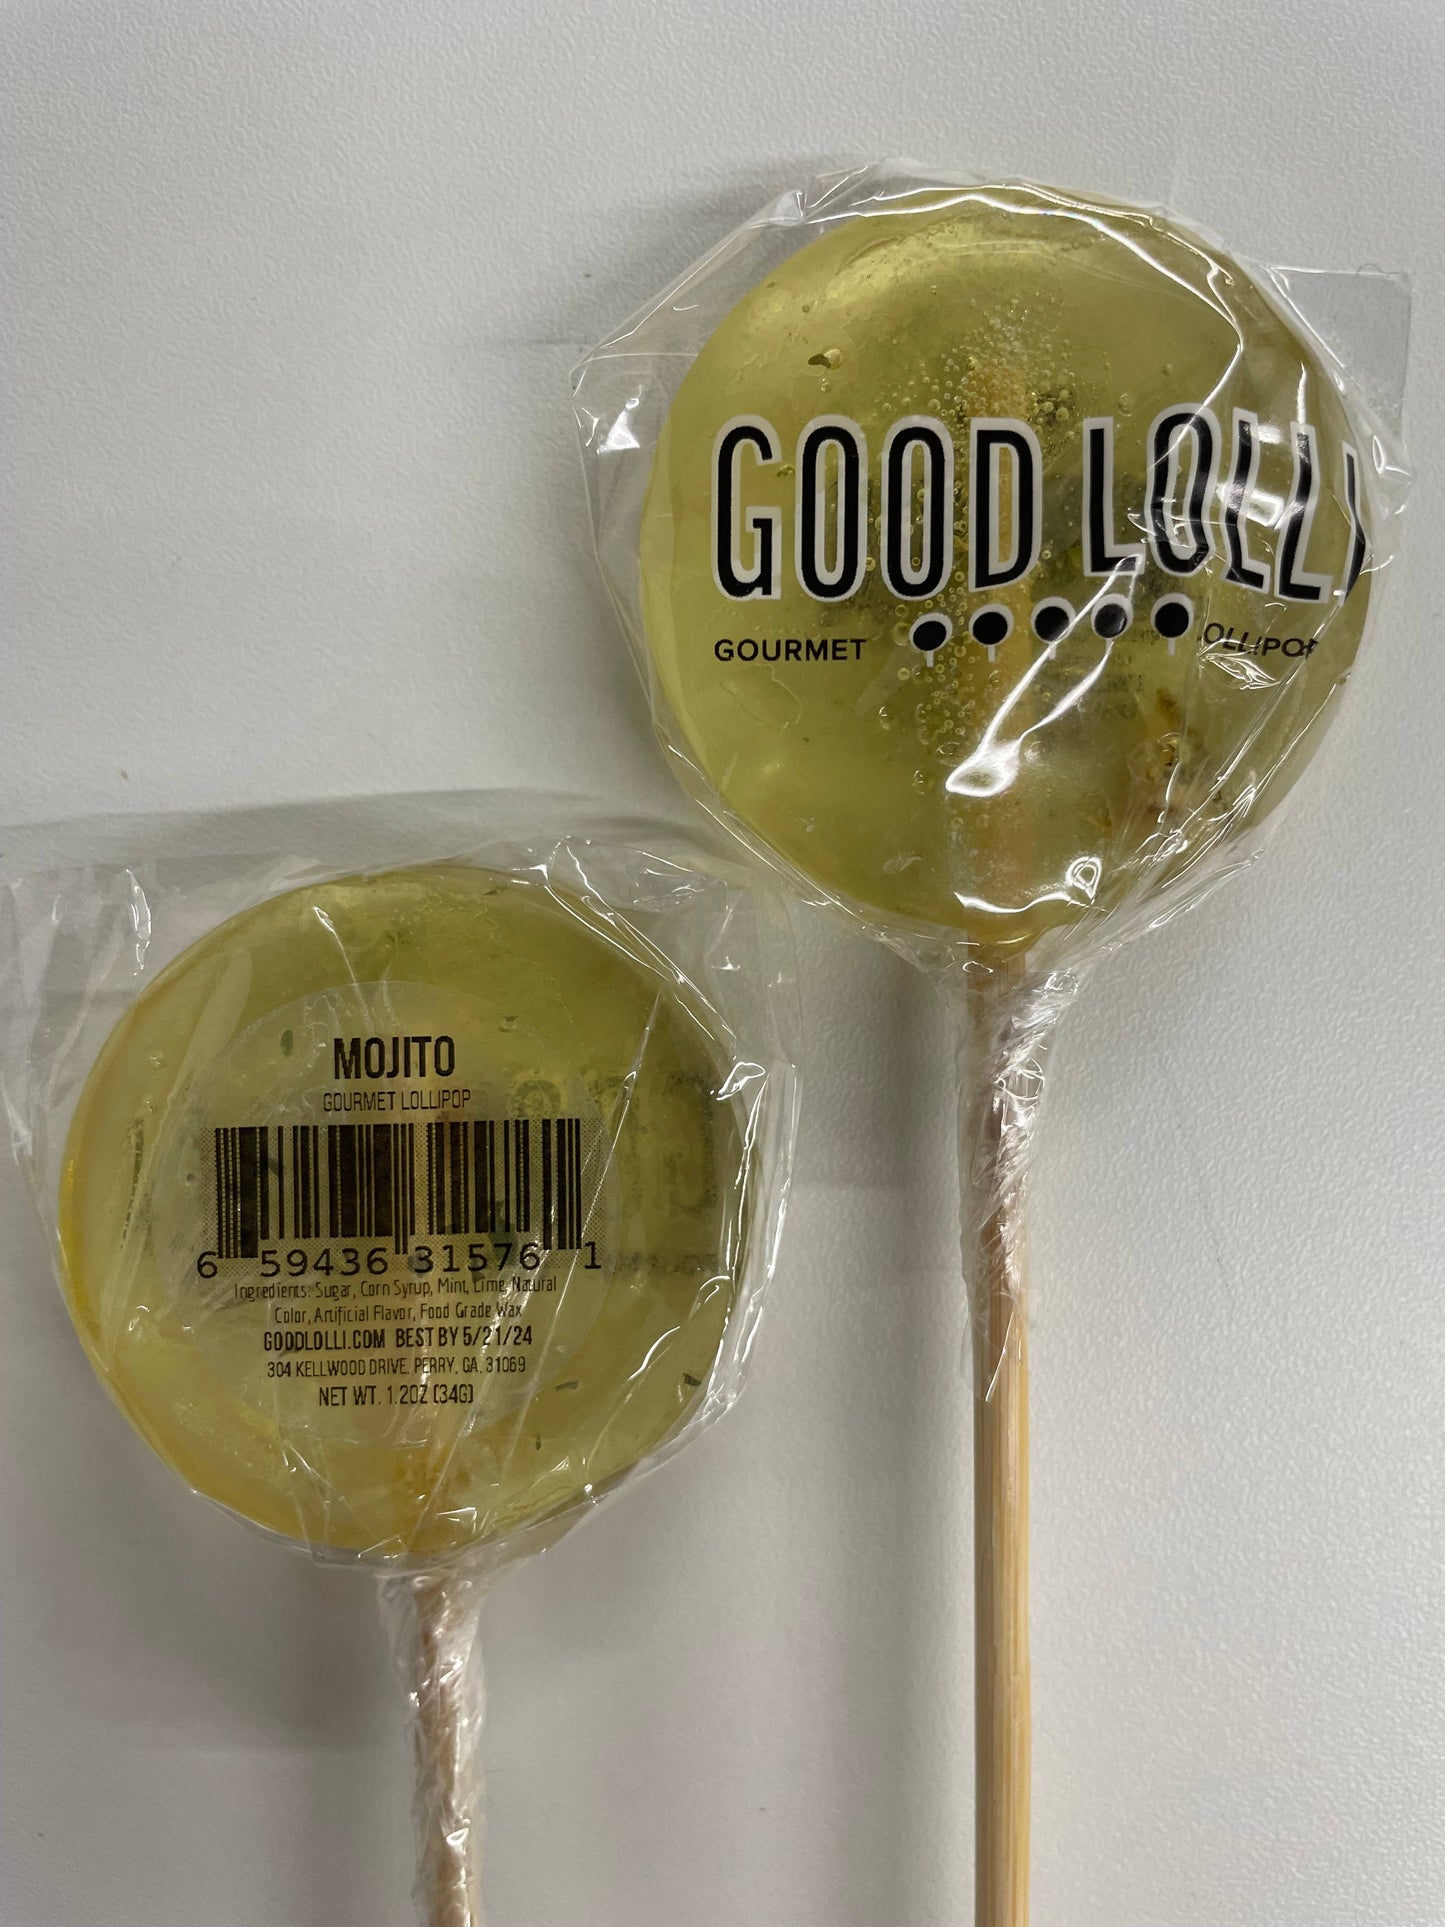 GOOD LOLLI
GOURMET OLLIPOP
MOJITO
GOURMET LOLLIPOP
6 59436 31576 1
Ingredients: Sugar, Corn Syrup, Mint, Lime, Natural
Color, Artificial Flavor, Food Grade Wax
GOODLOLLI.COM BEST BY 5/21/24
304 KELLWOOD DRIVE, PERRY, GA, 31069
NET WT. 1.2OZ (34G)